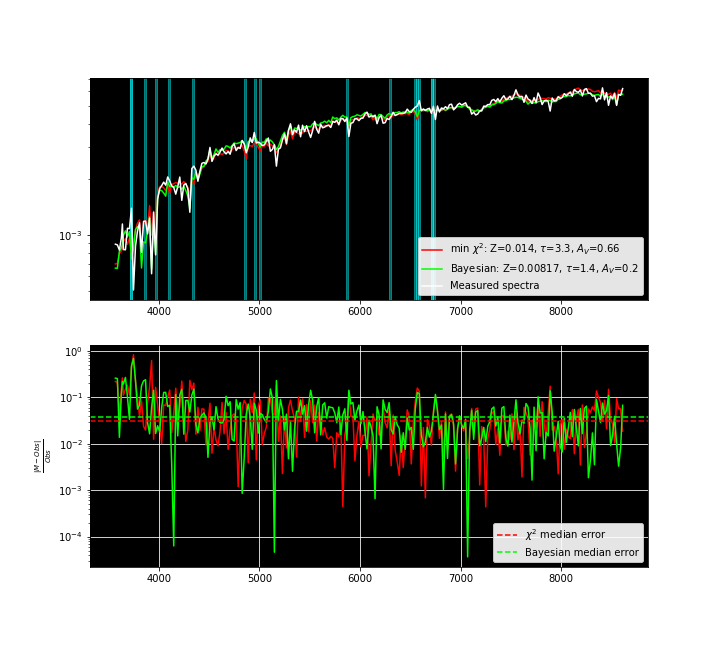 10⁻³
min χ²: Z=0.014, τ=3.3, A_V=0.66
Bayesian: Z=0.00817, τ=1.4, A_V=0.2
Measured spectra
4000 5000 6000 7000 8000
10⁰
10⁻¹
10⁻²
10⁻³
10⁻⁴
|M − Obs|
Obs
χ² median error
Bayesian median error
4000 5000 6000 7000 8000